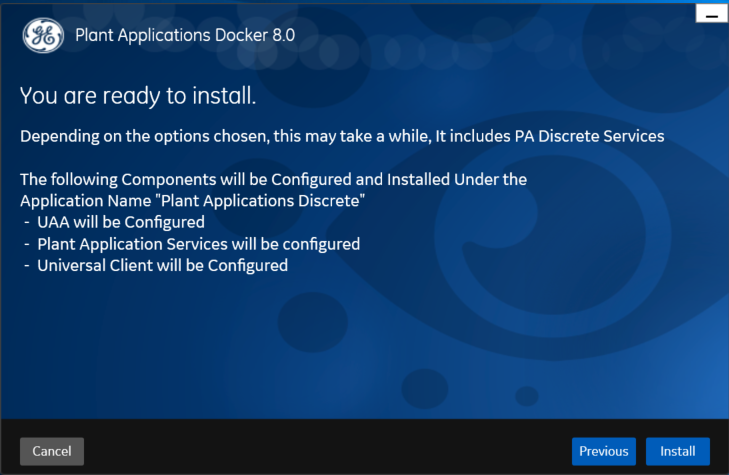 GE
Plant Applications Docker 8.0
You are ready to install.
Depending on the options chosen, this may take a while, It includes PA Discrete Services
The following Components will be Configured and Installed Under the
Application Name "Plant Applications Discrete"
- UAA will be Configured
- Plant Application Services will be configured
- Universal Client will be Configured
Cancel
Previous
Install